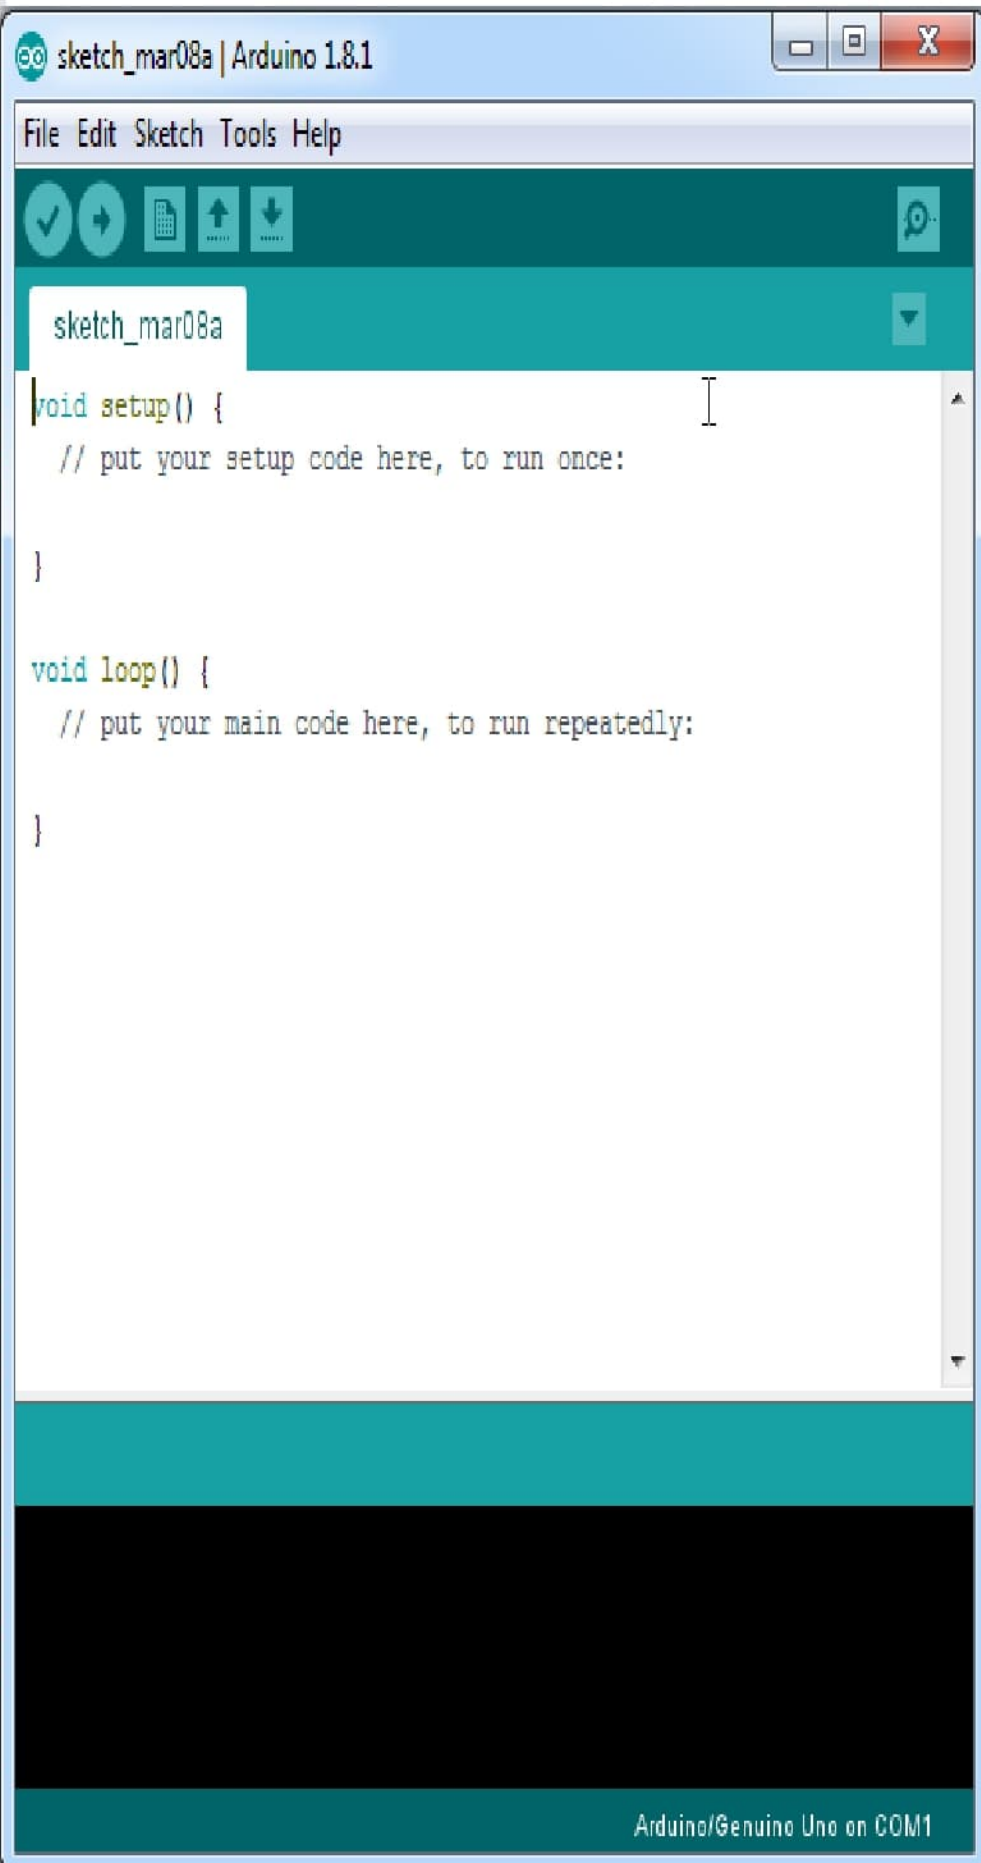 sketch_mar08a | Arduino 1.8.1
File Edit Sketch Tools Help
sketch_mar08a
void setup() {
  // put your setup code here, to run once:
}
void loop() {
  // put your main code here, to run repeatedly:
}
Arduino/Genuino Uno on COM1